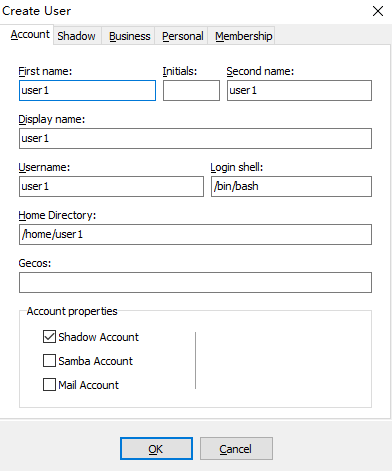 Create User
Account Shadow Business Personal Membership
First name: Initials: Second name:
user1 user1
Display name:
user1
Username: Login shell:
user1 /bin/bash
Home Directory:
/home/user1
Gecos:
Account properties
Shadow Account
Samba Account
Mail Account
OK Cancel